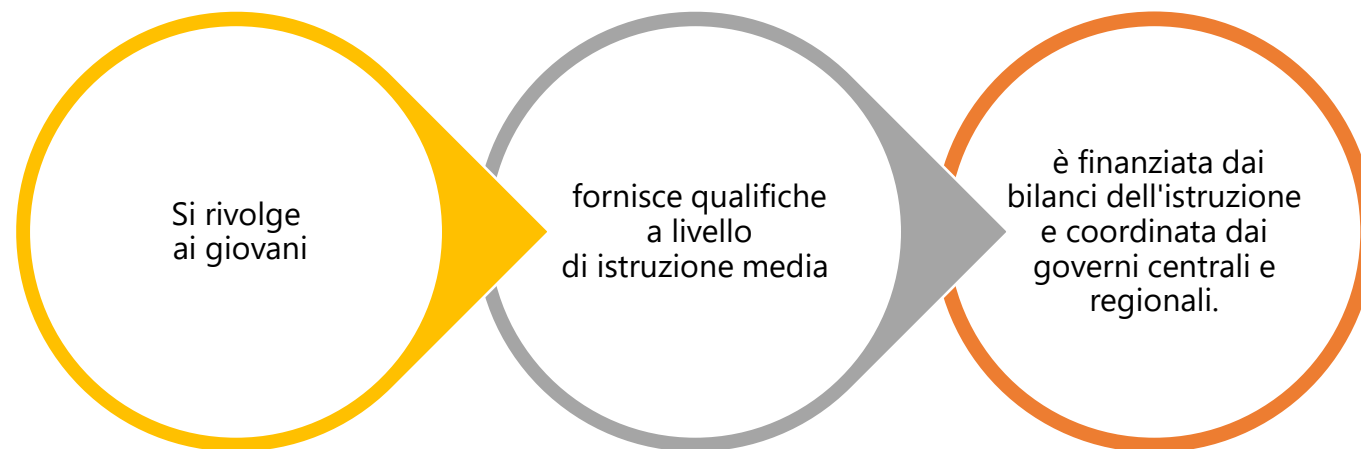 Si rivolge
ai giovani
fornisce qualifiche
a livello
di istruzione media
è finanziata dai
bilanci dell'istruzione
e coordinata dai
governi centrali e
regionali.